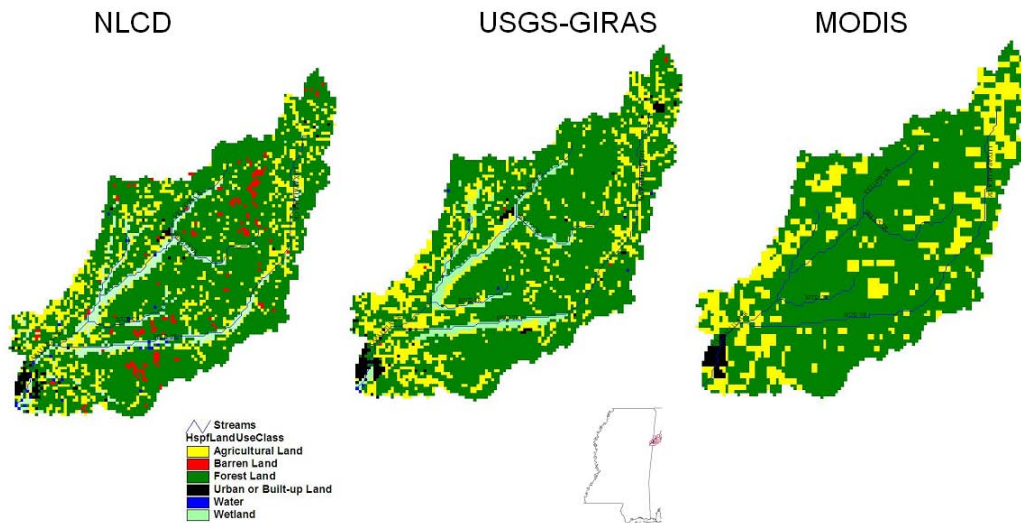 NLCD
USGS-GIRAS
MODIS
Streams
HspfLandUseClass
Agricultural Land
Barren Land
Forest Land
Urban or Built-up Land
Water
Wetland